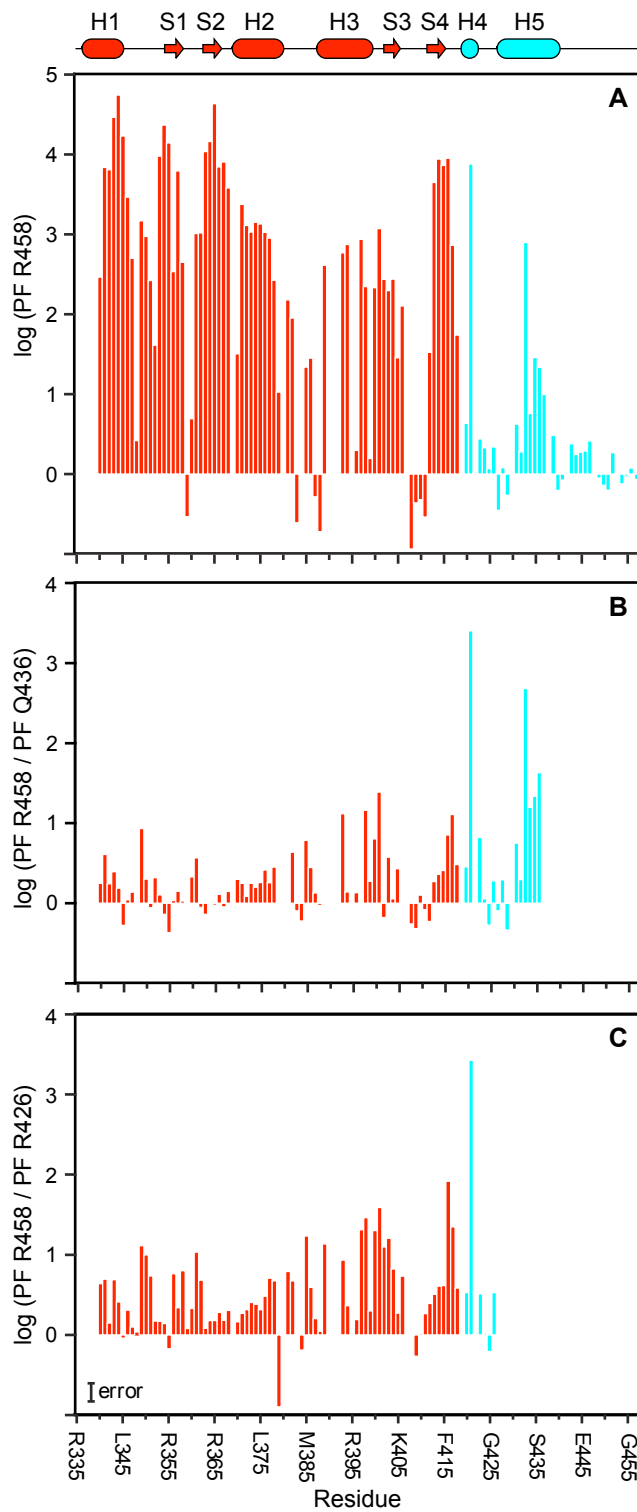 H1 S1 S2 H2 H3 S3 S4 H4 H5
A
log (PF R458)
5
4
3
2
1
0
B
log (PF R458 / PF Q436)
4
3
2
1
0
C
log (PF R458 / PF R426)
4
3
2
1
0
error
R335 L345 R355 R365 L375 M385 R395 K405 F415 G425 S435 E445 G455
Residue